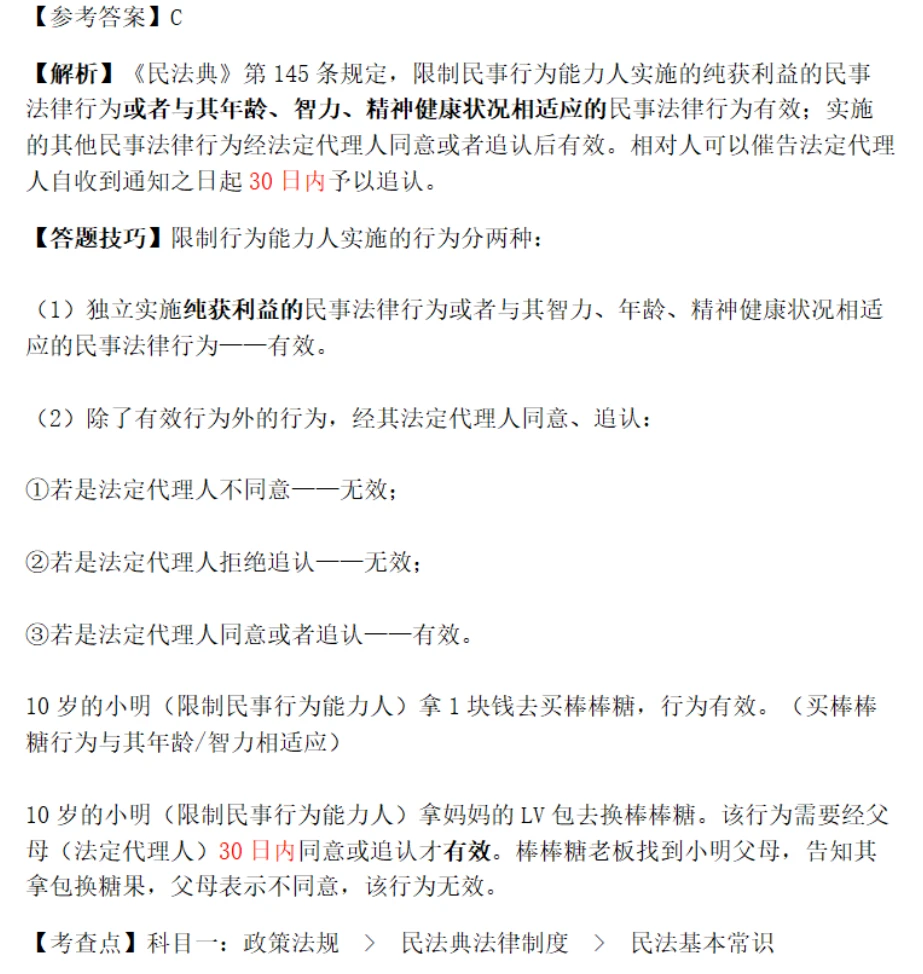 【参考答案】C
【解析】《民法典》第 145 条规定，限制民事行为能力人实施的纯获利益的民事
法律行为或者与其年龄、智力、精神健康状况相适应的民事法律行为有效；实施
的其他民事法律行为经法定代理人同意或者追认后有效。相对人可以催告法定代理
人自收到通知之日起 30 日内予以追认。
【答题技巧】限制行为能力人实施的行为分两种：
（1）独立实施纯获利益的民事法律行为或者与其智力、年龄、精神健康状况相适
应的民事法律行为——有效。
（2）除了有效行为外的行为，经其法定代理人同意、追认：
①若是法定代理人不同意——无效；
②若是法定代理人拒绝追认——无效；
③若是法定代理人同意或者追认——有效。
10 岁的小明（限制民事行为能力人）拿 1 块钱去买棒棒糖，行为有效。（买棒棒
糖行为与其年龄/智力相适应）
10 岁的小明（限制民事行为能力人）拿妈妈的 LV 包去换棒棒糖。该行为需要经父
母（法定代理人）30 日内同意或追认才有效。棒棒糖老板找到小明父母，告知其
拿包换糖果，父母表示不同意，该行为无效。
【考查点】科目一：政策法规 > 民法典法律制度 > 民法基本常识